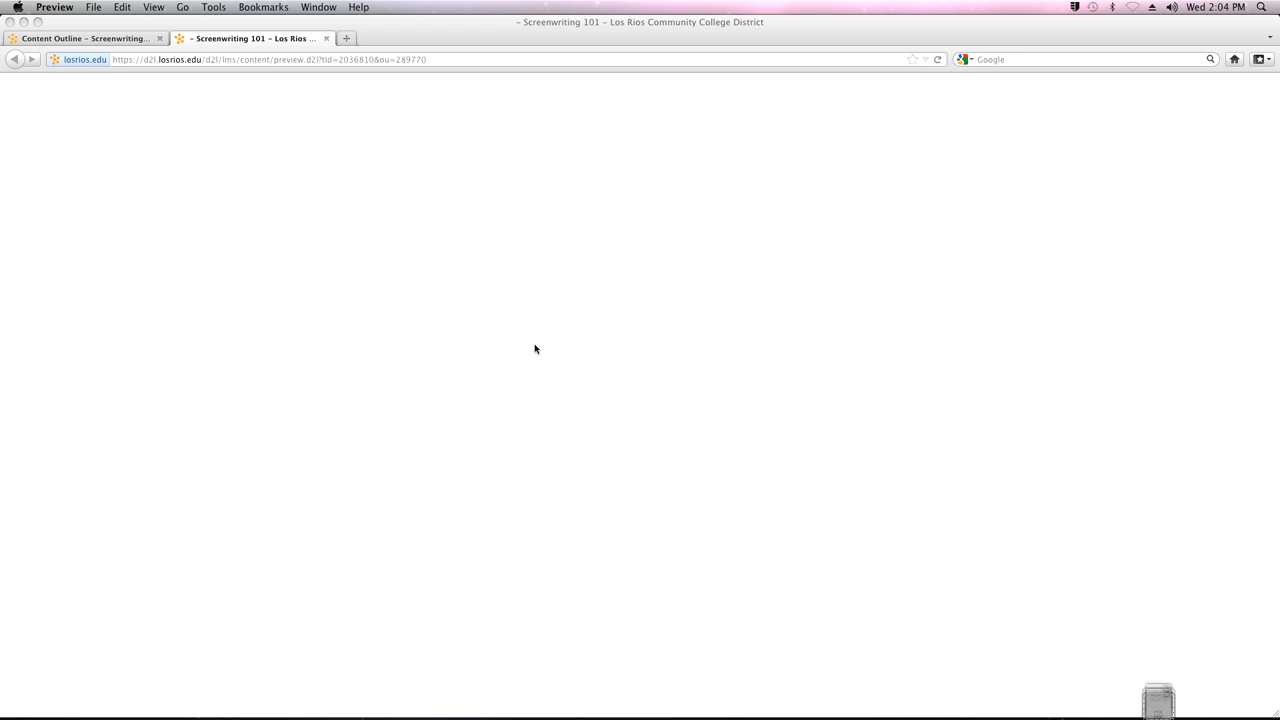 Preview File Edit View Go Tools Bookmarks Window Help Wed 2:04 PM
– Screenwriting 101 – Los Rios Community College District
Content Outline – Screenwriting... – Screenwriting 101 – Los Rios ...
losrios.edu https://d2l.losrios.edu/d2l/lms/content/preview.d2l?tId=2036810&ou=289770 Google